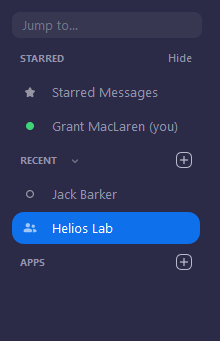 Jump to...
STARRED Hide
Starred Messages
Grant MacLaren (you)
RECENT
Jack Barker
Helios Lab
APPS